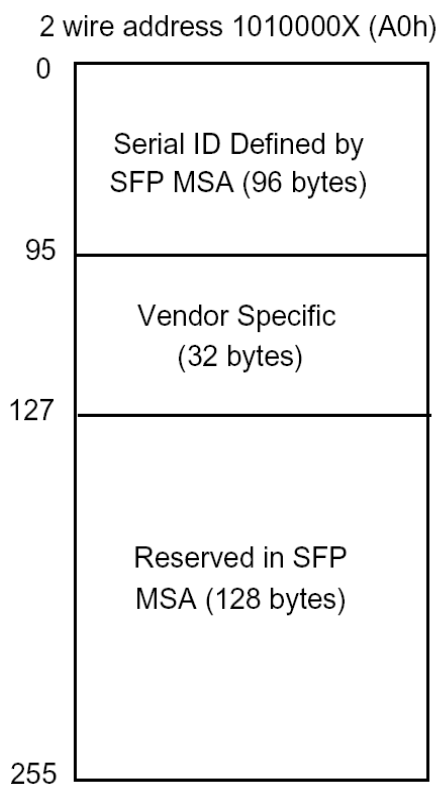 2 wire address 1010000X (A0h)
0
Serial ID Defined by
SFP MSA (96 bytes)
95
Vendor Specific
(32 bytes)
127
Reserved in SFP
MSA (128 bytes)
255